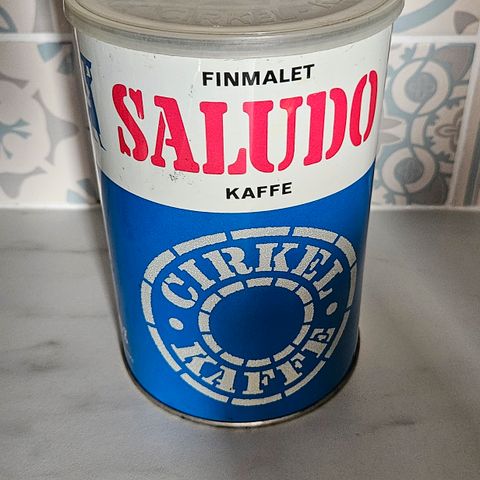 FINMALET
SALUDO
KAFFE
CIRKEL
KAFFE